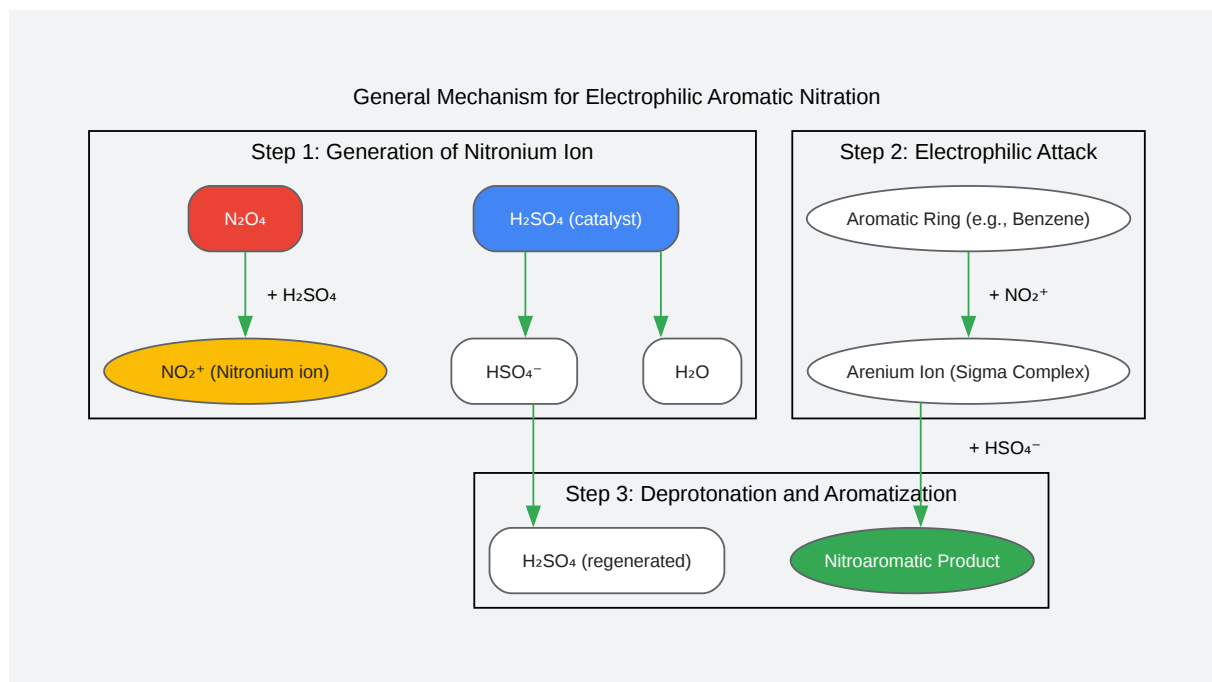 General Mechanism for Electrophilic Aromatic Nitration
Step 1: Generation of Nitronium Ion
N₂O₄
H₂SO₄ (catalyst)
+ H₂SO₄
NO₂⁺ (Nitronium ion)
HSO₄⁻
H₂O
Step 2: Electrophilic Attack
Aromatic Ring (e.g., Benzene)
+ NO₂⁺
Arenium Ion (Sigma Complex)
+ HSO₄⁻
Step 3: Deprotonation and Aromatization
H₂SO₄ (regenerated)
Nitroaromatic Product